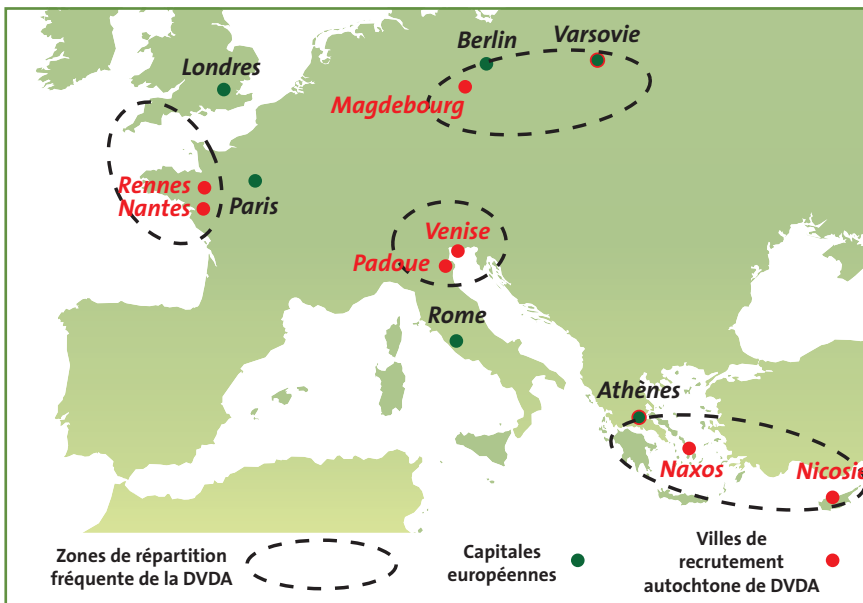 Berlin
Varsovie
Londres
Magdebourg
Rennes
Nantes
Paris
Venise
Padoue
Rome
Athènes
Naxos
Nicosie
Zones de répartition
fréquente de la DVDA
Capitales
européennes
Villes de
recrutement
autochtone de DVDA